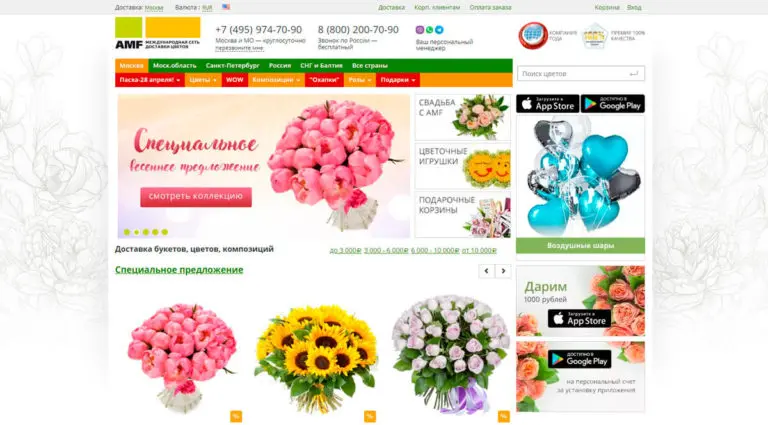 Доставка: Москва Валюта : RUB
Доставка Корп. клиентам Оплата заказа
Корзина Вход
AMF МЕЖДУНАРОДНАЯ СЕТЬ ДОСТАВКИ ЦВЕТОВ
+7 (495) 974-70-90
Москва и МО — круглосуточно
перезвоните мне
8 (800) 200-70-90
Звонок по России —
бесплатный
Ваш персональный
менеджер
КОМПАНИЯ
ГОДА
ПРЕМИЯ 100%
КАЧЕСТВА
Москва Моск.область Санкт-Петербург Россия СНГ и Балтия Все страны
Пасха-28 апреля! Цветы WOW Композиции "Охапки" Розы Подарки
Поиск цветов
Специальное
весеннее предложение
смотреть коллекцию
СВАДЬБА
С AMF
ЦВЕТОЧНЫЕ
ИГРУШКИ
ПОДАРОЧНЫЕ
КОРЗИНЫ
Загрузите в
App Store
ДОСТУПНО В
Google Play
Воздушные шары
Доставка букетов, цветов, композиций
до 3 000₽ 3 000 - 6 000₽ 6 000 - 10 000₽ от 10 000₽
Специальное предложение
% % %
Дарим
1000 рублей
Загрузите в
App Store
ДОСТУПНО В
Google Play
на персональный счет
за установку приложения